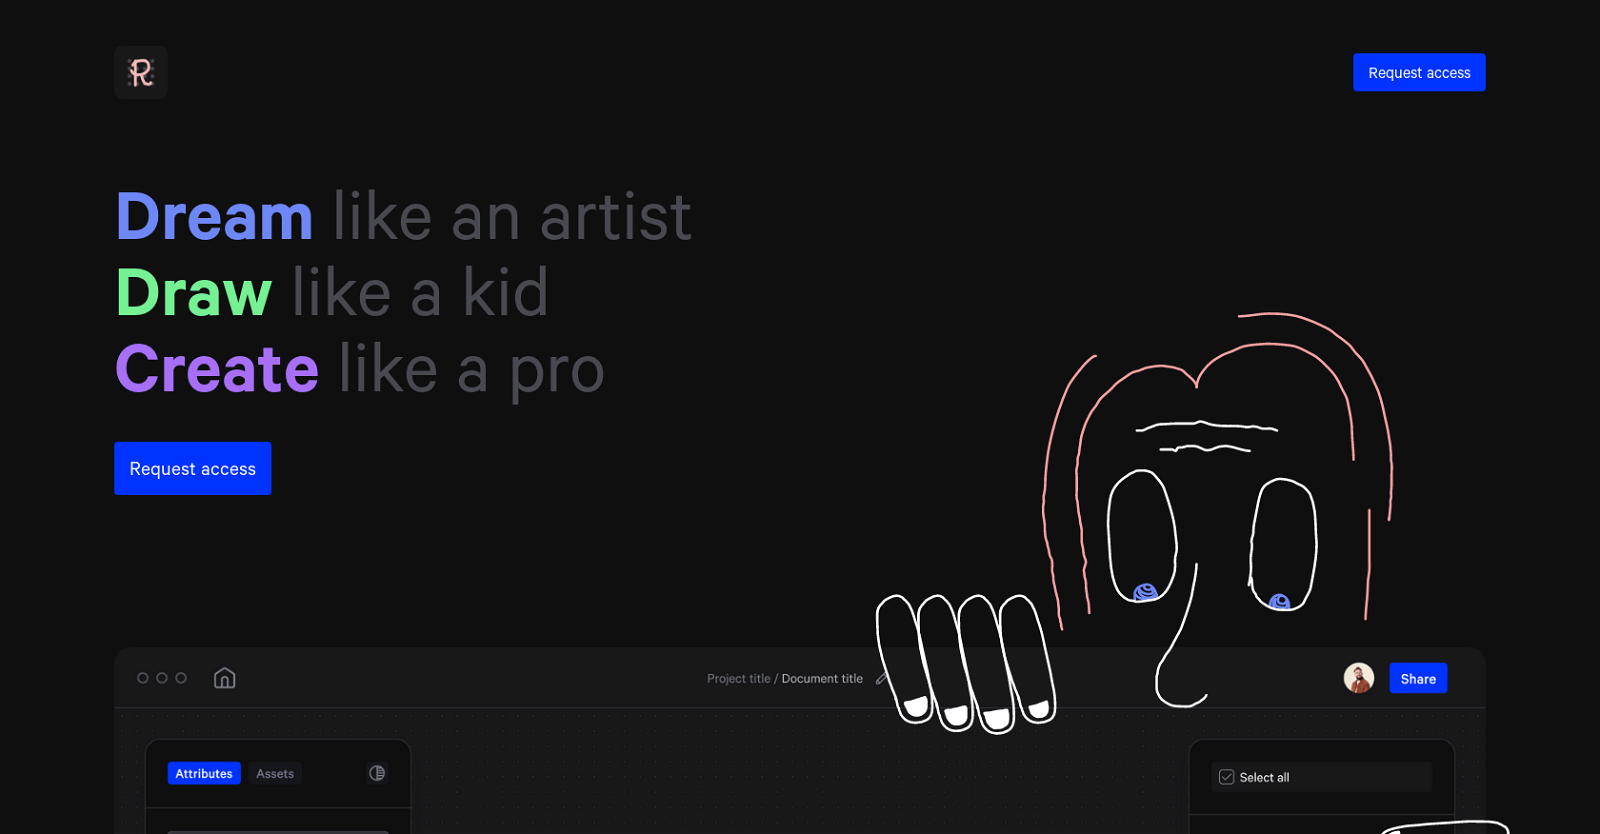 R
Request access
Dream like an artist
Draw like a kid
Create like a pro
Request access
Project title / Document title
Share
Attributes
Assets
Select all